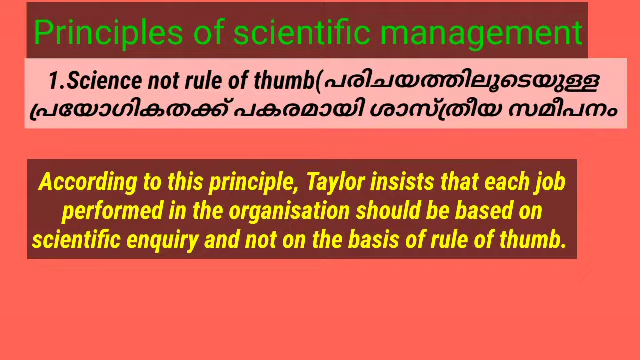 Principles of scientific management
1.Science not rule of thumb(പരിചയത്തിലൂടെയുള്ള
പ്രയോഗികതക്ക് പകരമായി ശാസ്ത്രീയ സമീപനം
According to this principle, Taylor insists that each job
performed in the organisation should be based on
scientific enquiry and not on the basis of rule of thumb.